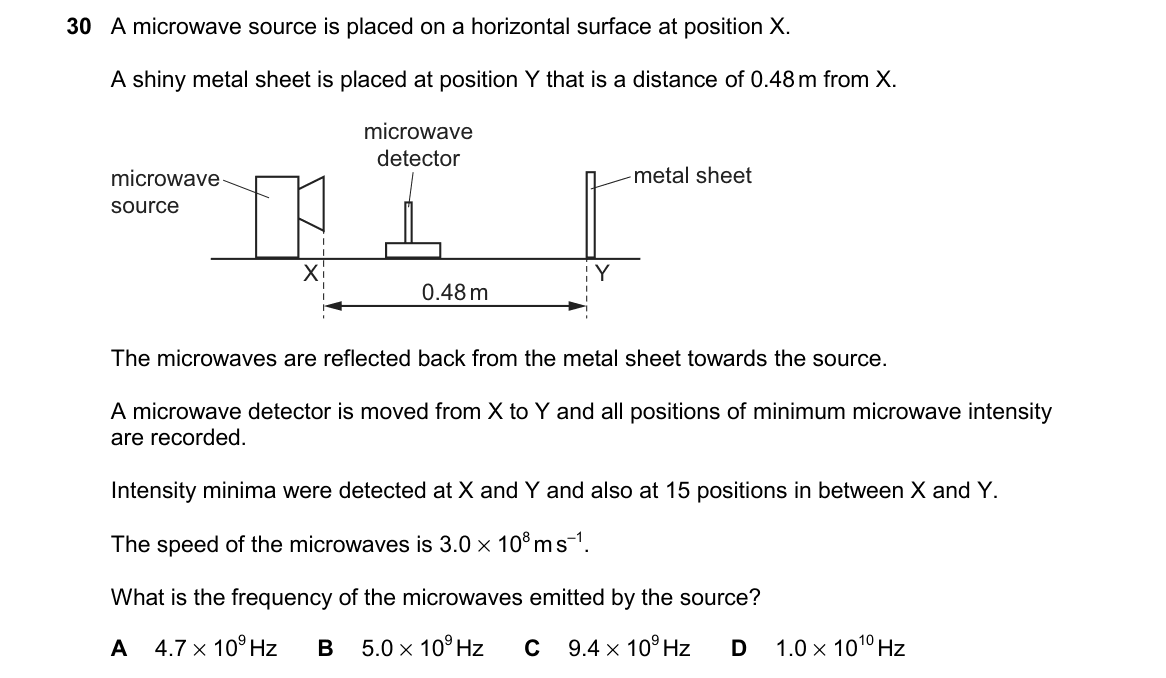 30 A microwave source is placed on a horizontal surface at position X.
A shiny metal sheet is placed at position Y that is a distance of 0.48 m from X.
microwave
detector
microwave
source
metal sheet
X
Y
0.48 m
The microwaves are reflected back from the metal sheet towards the source.
A microwave detector is moved from X to Y and all positions of minimum microwave intensity
are recorded.
Intensity minima were detected at X and Y and also at 15 positions in between X and Y.
The speed of the microwaves is 3.0 × 10⁸ m s⁻¹.
What is the frequency of the microwaves emitted by the source?
A 4.7 × 10⁹ Hz B 5.0 × 10⁹ Hz C 9.4 × 10⁹ Hz D 1.0 × 10¹⁰ Hz